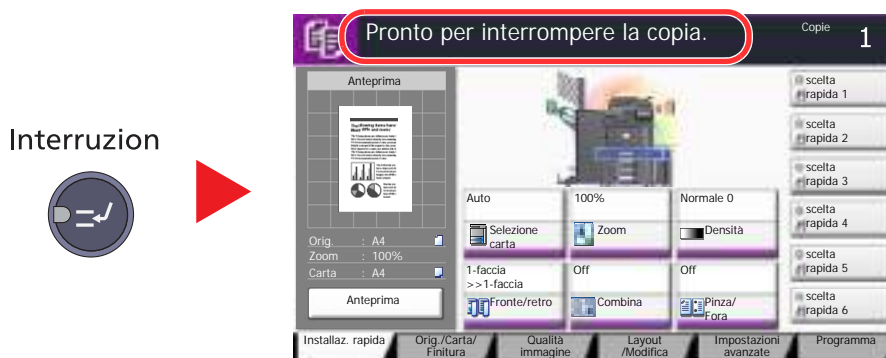 Interruzion
Pronto per interrompere la copia.
Copie
1
Anteprima
Orig. : A4
Zoom : 100%
Carta : A4
Anteprima
Auto
Selezione
carta
100%
Zoom
Normale 0
Densità
1-faccia
>>1-faccia
Fronte/retro
Off
Combina
Off
Pinza/
Fora
scelta
rapida 1
scelta
rapida 2
scelta
rapida 3
scelta
rapida 4
scelta
rapida 5
scelta
rapida 6
Installaz. rapida
Orig./Carta/
Finitura
Qualità
immagine
Layout
/Modifica
Impostazioni
avanzate
Programma